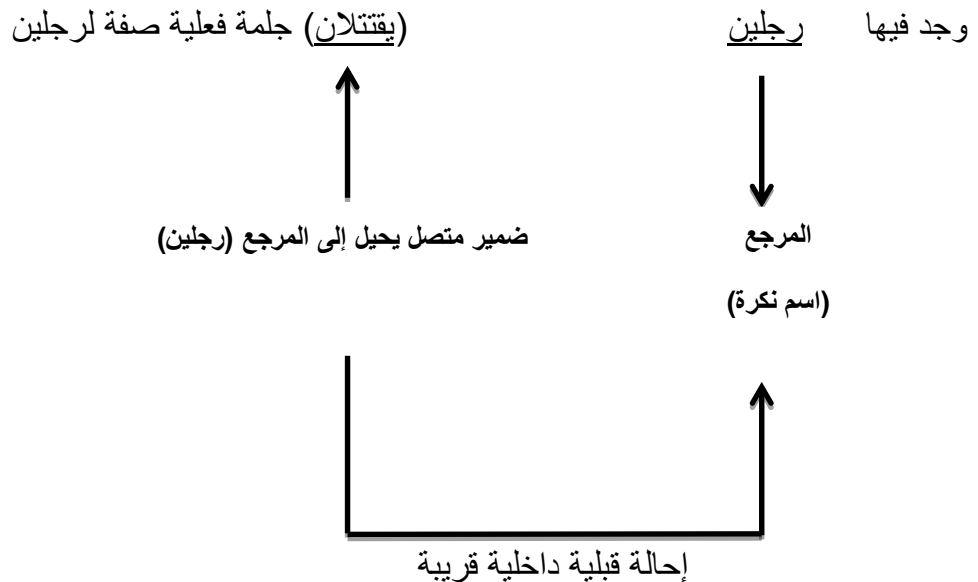 وجد فيها رجلين (يقتتلان) جلمة فعلية صفة لرجلين
المرجع ضمير متصل يحيل إلى المرجع (رجلين)
(اسم نكرة)
إحالة قبلية داخلية قريبة